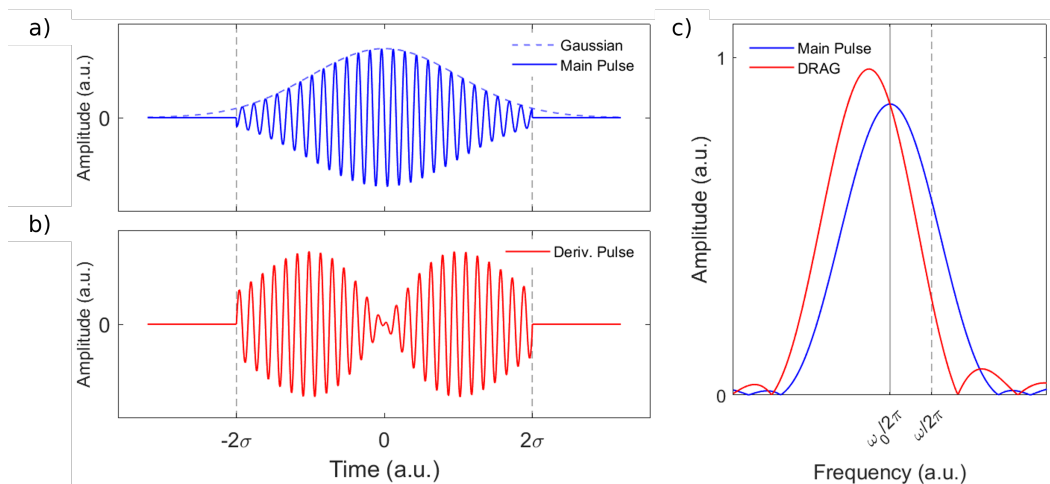 a)
Amplitude (a.u.)
0
Gaussian
Main Pulse
b)
Amplitude (a.u.)
0
Deriv. Pulse
-2σ 0 2σ
Time (a.u.)
c)
Amplitude (a.u.)
1
0
Main Pulse
DRAG
ω0/2π ω/2π
Frequency (a.u.)